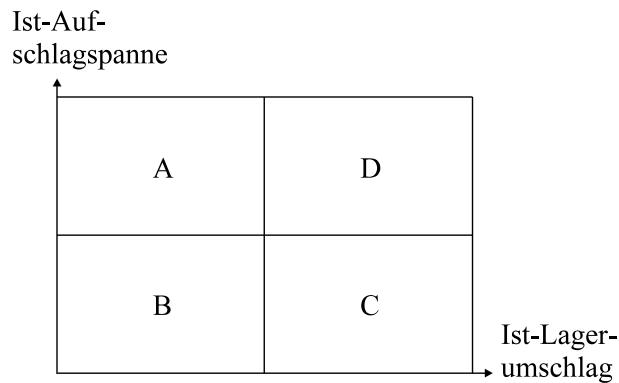 Ist-Auf-
schlagspanne
A
D
B
C
Ist-Lager-
umschlag